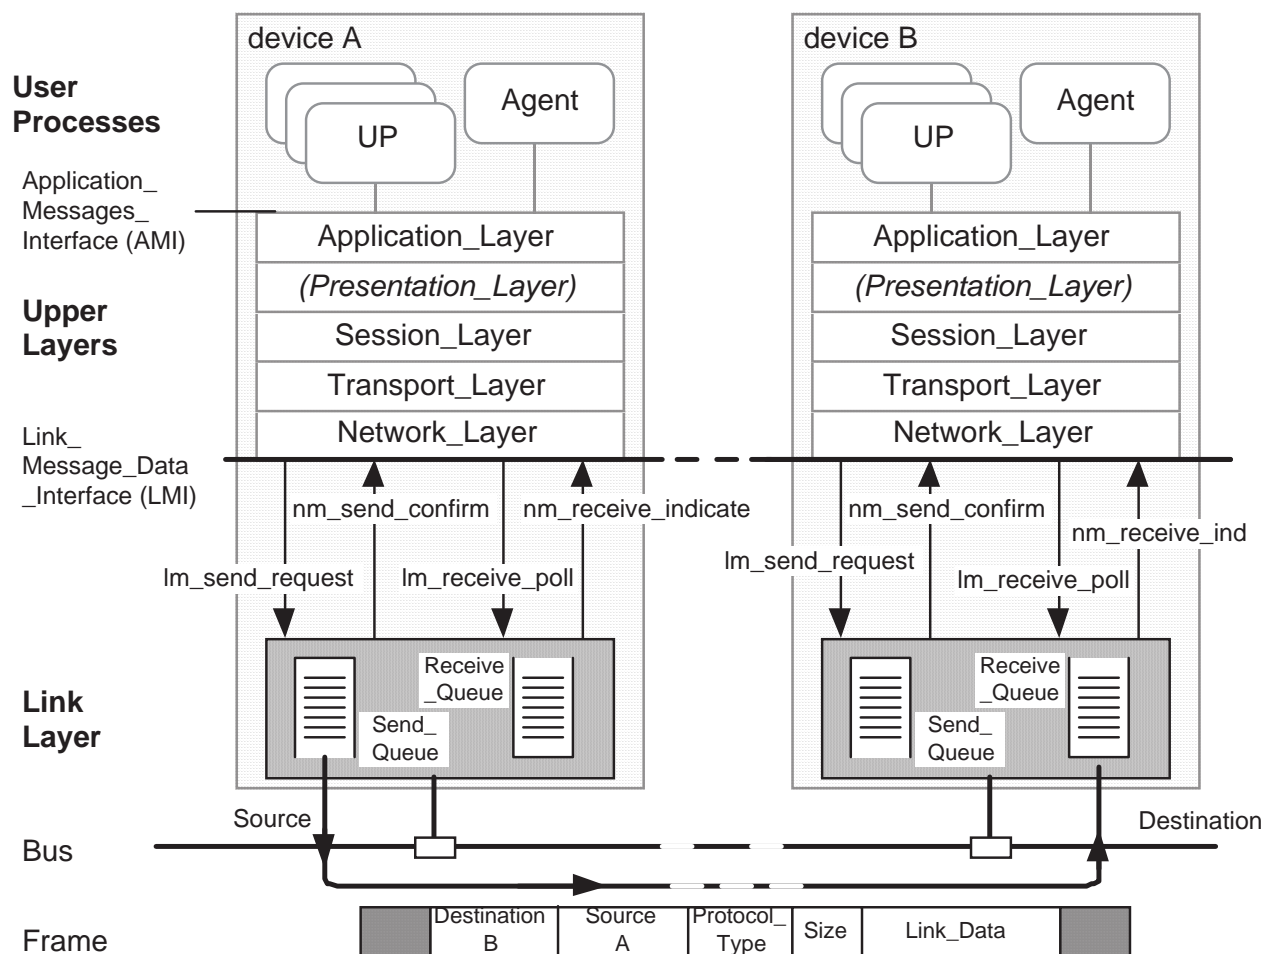 device A
device B
User
Processes
UP
Agent
UP
Agent
Application_
Messages_
Interface (AMI)
Application_Layer
Application_Layer
(Presentation_Layer)
(Presentation_Layer)
Upper
Layers
Session_Layer
Session_Layer
Transport_Layer
Transport_Layer
Network_Layer
Network_Layer
Link_
Message_Data
_Interface (LMI)
nm_send_confirm
nm_receive_indicate
nm_send_confirm
nm_receive_ind
lm_send_request
lm_receive_poll
lm_send_request
lm_receive_poll
Link
Layer
Receive
_Queue
Send_
Queue
Receive
_Queue
Send_
Queue
Source
Destination
Bus
Frame
Destination
B
Source
A
Protocol_
Type
Size
Link_Data